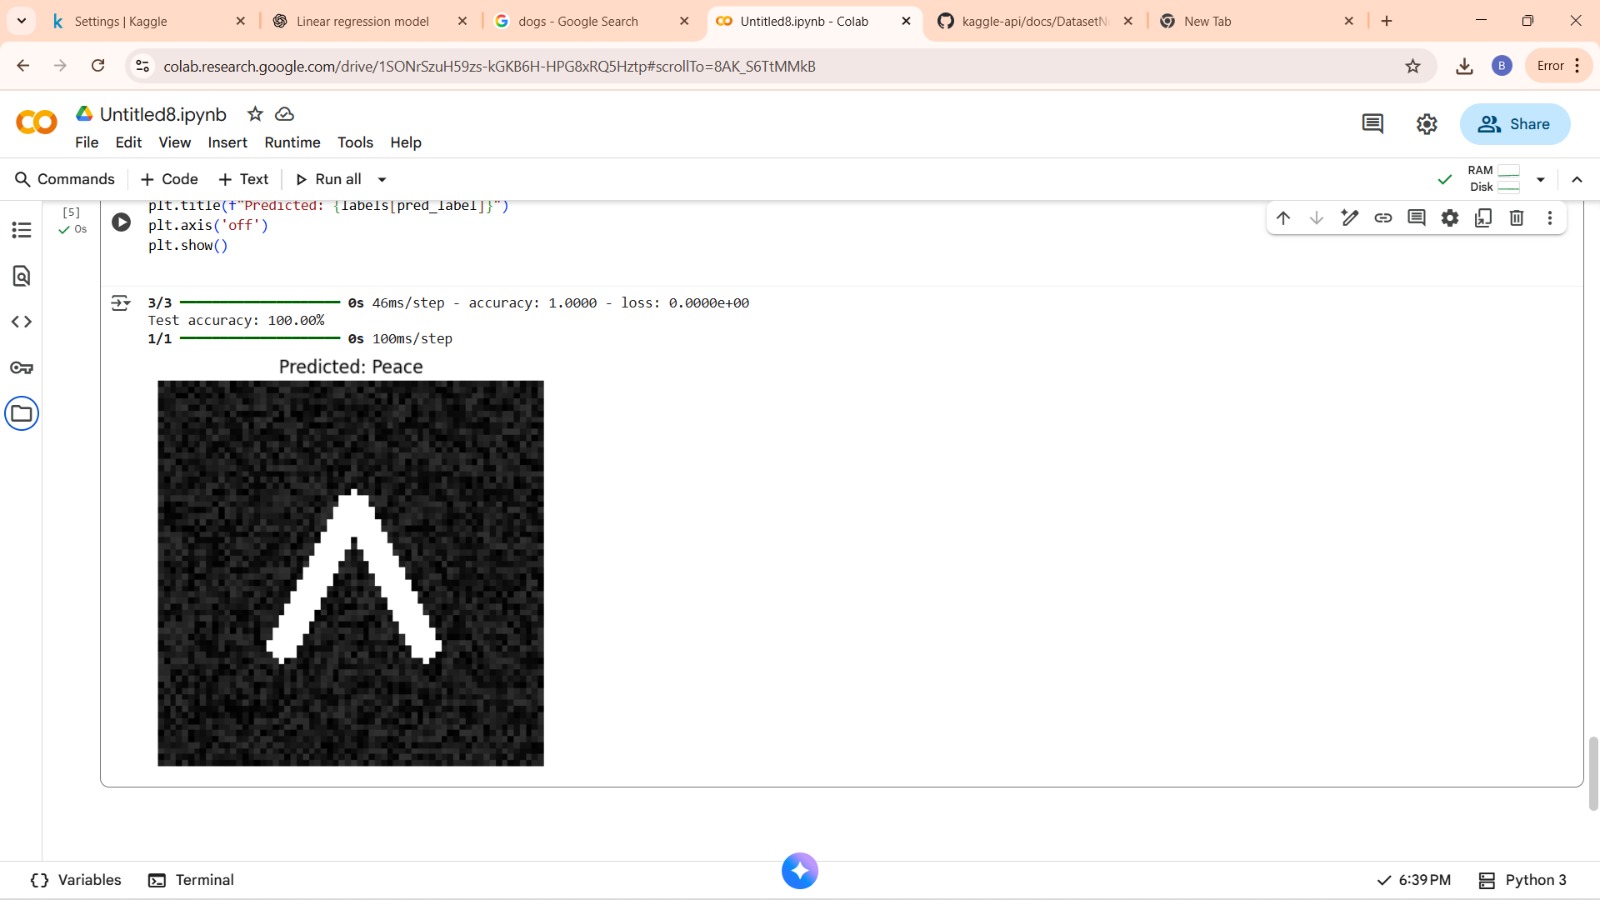 Settings | Kaggle
Linear regression model
dogs - Google Search
Untitled8.ipynb - Colab
kaggle-api/docs/DatasetN
New Tab
colab.research.google.com/drive/1SONrSzuH59zs-kGKB6H-HPG8xRQ5Hztp#scrollTo=8AK_S6TtMMkB
B
Error
Untitled8.ipynb
File Edit View Insert Runtime Tools Help
Share
Commands + Code + Text Run all
RAM
Disk
[5]
0s
plt.title(f"Predicted: {labels[pred_label]}")
plt.axis('off')
plt.show()
3/3 0s 46ms/step - accuracy: 1.0000 - loss: 0.0000e+00
Test accuracy: 100.00%
1/1 0s 100ms/step
Predicted: Peace
Variables Terminal
6:39 PM Python 3